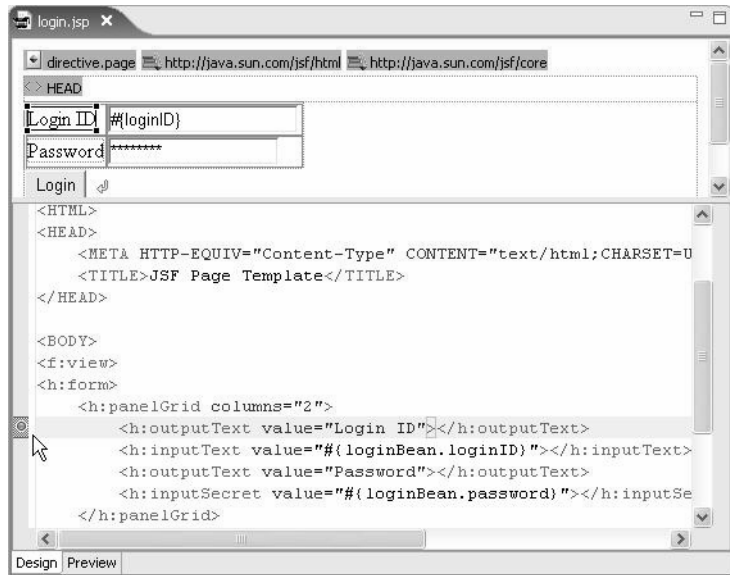 login.jsp
directive.page http://java.sun.com/jsf/html http://java.sun.com/jsf/core
HEAD
Login ID #{loginID}
Password ********
Login
<HTML>
<HEAD>
<META HTTP-EQUIV="Content-Type" CONTENT="text/html;CHARSET=U
<TITLE>JSF Page Template</TITLE>
</HEAD>
<BODY>
<f:view>
<h:form>
<h:panelGrid columns="2">
<h:outputText value="Login ID"></h:outputText>
<h:inputText value="#{loginBean.loginID}"></h:inputText>
<h:outputText value="Password"></h:outputText>
<h:inputSecret value="#{loginBean.password}"></h:inputSe
</h:panelGrid>
Design Preview